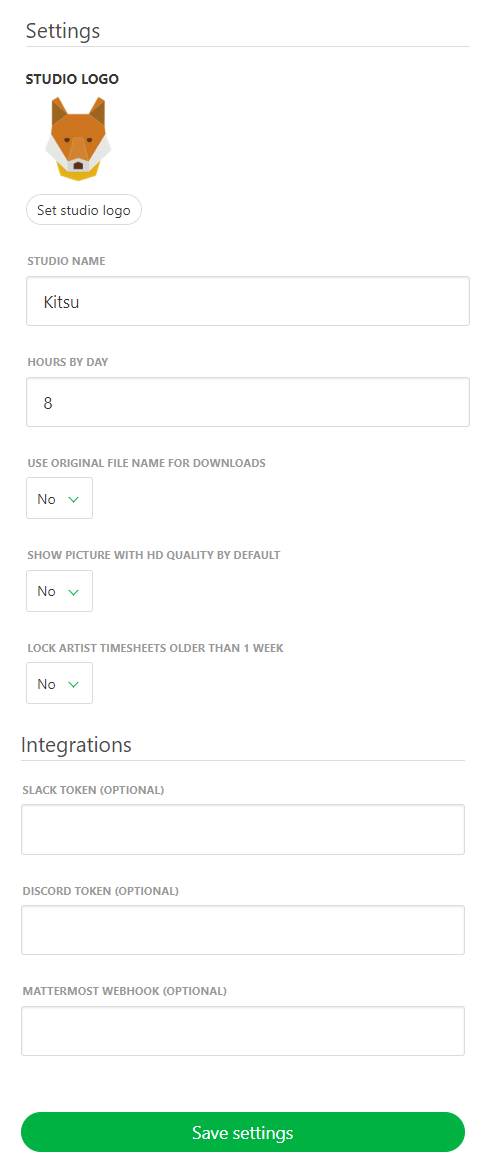 Settings
STUDIO LOGO
Set studio logo
STUDIO NAME
Kitsu
HOURS BY DAY
8
USE ORIGINAL FILE NAME FOR DOWNLOADS
No
SHOW PICTURE WITH HD QUALITY BY DEFAULT
No
LOCK ARTIST TIMESHEETS OLDER THAN 1 WEEK
No
Integrations
SLACK TOKEN (OPTIONAL)
DISCORD TOKEN (OPTIONAL)
MATTERMOST WEBHOOK (OPTIONAL)
Save settings